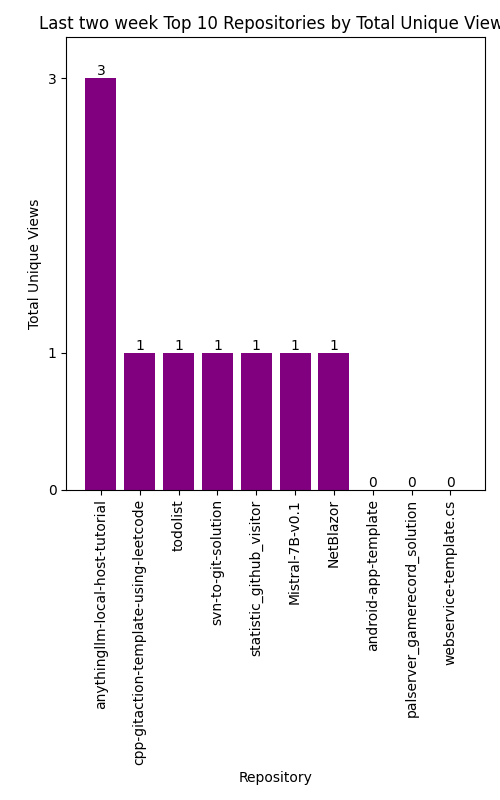 Last two week Top 10 Repositories by Total Unique View
3
1
0
Total Unique Views
3
1
1
1
1
1
1
0
0
0
anythingllm-local-host-tutorial
cpp-gitaction-template-using-leetcode
todolist
svn-to-git-solution
statistic_github_visitor
Mistral-7B-v0.1
NetBlazor
android-app-template
palserver_gamerecord_solution
webservice-template.cs
Repository